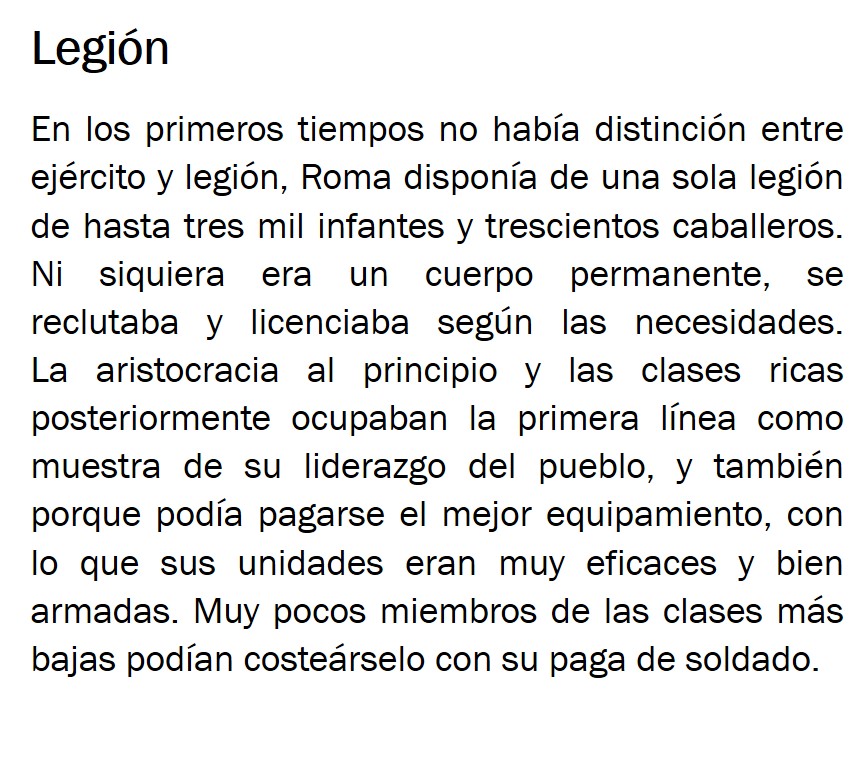 Legión
En los primeros tiempos no había distinción entre
ejército y legión, Roma disponía de una sola legión
de hasta tres mil infantes y trescientos caballeros.
Ni siquiera era un cuerpo permanente, se
reclutaba y licenciaba según las necesidades.
La aristocracia al principio y las clases ricas
posteriormente ocupaban la primera línea como
muestra de su liderazgo del pueblo, y también
porque podía pagarse el mejor equipamiento, con
lo que sus unidades eran muy eficaces y bien
armadas. Muy pocos miembros de las clases más
bajas podían costeárselo con su paga de soldado.